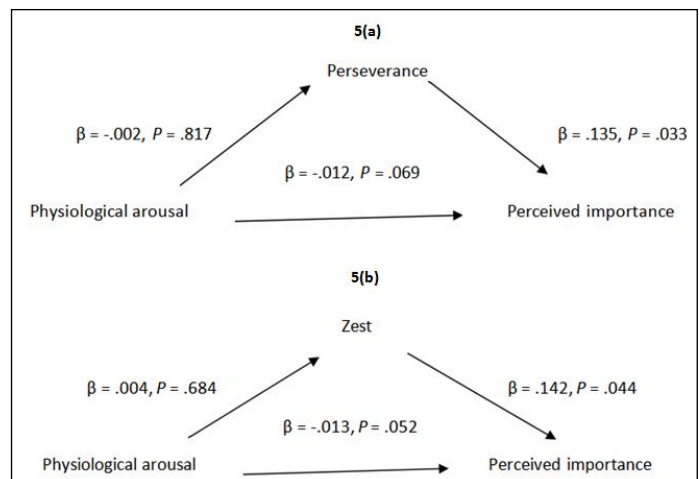 5(a)
Perseverance
β = -.002, P = .817
β = .135, P = .033
β = -.012, P = .069
Physiological arousal
Perceived importance
5(b)
Zest
β = .004, P = .684
β = .142, P = .044
β = -.013, P = .052
Physiological arousal
Perceived importance